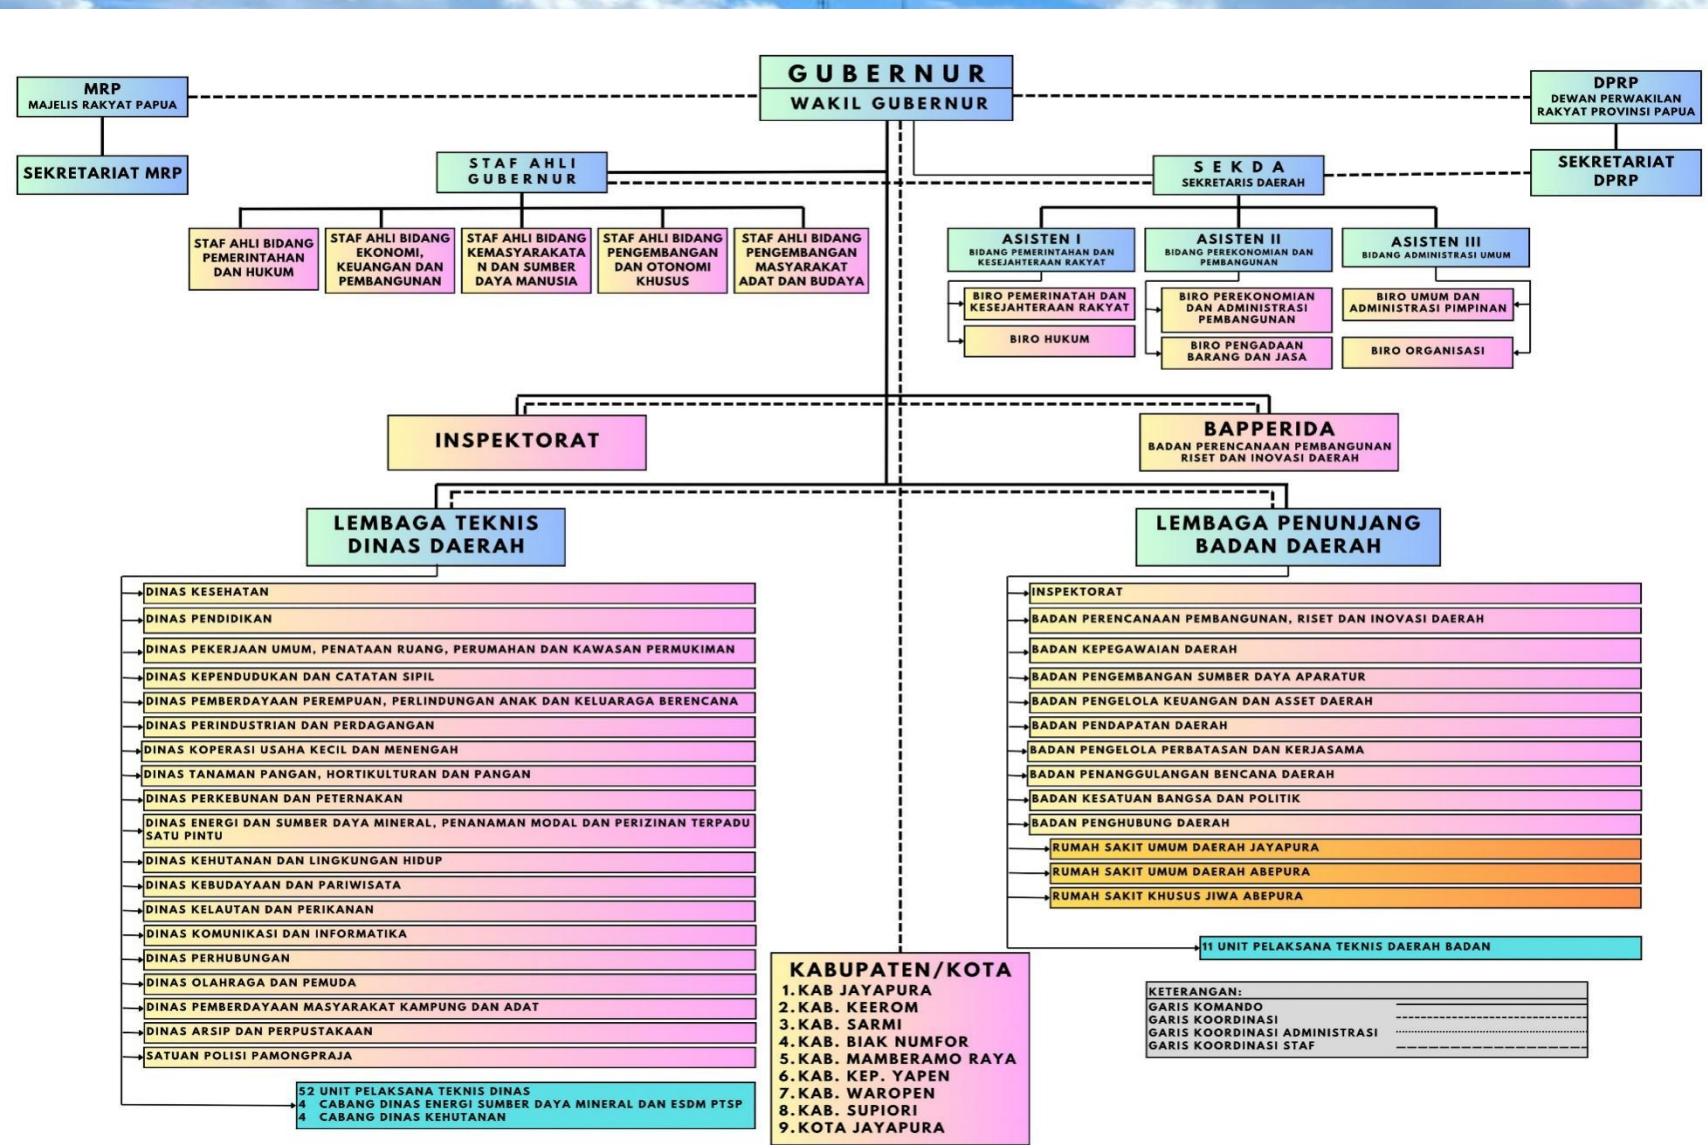 GUBERNUR
WAKIL GUBERNUR
MRP
MAJELIS RAKYAT PAPUA
SEKRETARIAT MRP
DPRP
DEWAN PERWAKILAN
RAKYAT PROVINSI PAPUA
SEKRETARIAT
DPRP
STAF AHLI
GUBERNUR
SEKDA
SEKRETARIS DAERAH
STAF AHLI BIDANG
PEMERINTAHAN
DAN HUKUM
STAF AHLI BIDANG
EKONOMI,
KEUANGAN DAN
PEMBANGUNAN
STAF AHLI BIDANG
KEMASYARAKATA
N DAN SUMBER
DAYA MANUSIA
STAF AHLI BIDANG
PENGEMBANGAN
DAN OTONOMI
KHUSUS
STAF AHLI BIDANG
PENGEMBANGAN
MASYARAKAT
ADAT DAN BUDAYA
ASISTEN I
BIDANG PEMERINTAHAN DAN
KESEJAHTERAAN RAKYAT
BIRO PEMERINATAH DAN
KESEJAHTERAAN RAKYAT
BIRO HUKUM
ASISTEN II
BIDANG PEREKONOMIAN DAN
PEMBANGUNAN
BIRO PEREKONOMIAN
DAN ADMINISTRASI
PEMBANGUNAN
BIRO PENGADAAN
BARANG DAN JASA
ASISTEN III
BIDANG ADMINISTRASI UMUM
BIRO UMUM DAN
ADMINISTRASI PIMPINAN
BIRO ORGANISASI
INSPEKTORAT
BAPPERIDA
BADAN PERENCANAAN PEMBANGUNAN
RISET DAN INOVASI DAERAH
LEMBAGA TEKNIS
DINAS DAERAH
DINAS KESEHATAN
DINAS PENDIDIKAN
DINAS PEKERJAAN UMUM, PENATAAN RUANG, PERUMAHAN DAN KAWASAN PERMUKIMAN
DINAS KEPENDUDUKAN DAN CATATAN SIPIL
DINAS PEMBERDAYAAN PEREMPUAN, PERLINDUNGAN ANAK DAN KELUARAGA BERENCANA
DINAS PERINDUSTRIAN DAN PERDAGANGAN
DINAS KOPERASI USAHA KECIL DAN MENENGAH
DINAS TANAMAN PANGAN, HORTIKULTURAN DAN PANGAN
DINAS PERKEBUNAN DAN PETERNAKAN
DINAS ENERGI DAN SUMBER DAYA MINERAL, PENANAMAN MODAL DAN PERIZINAN TERPADU
SATU PINTU
DINAS KEHUTANAN DAN LINGKUNGAN HIDUP
DINAS KEBUDAYAAN DAN PARIWISATA
DINAS KELAUTAN DAN PERIKANAN
DINAS KOMUNIKASI DAN INFORMATIKA
DINAS PERHUBUNGAN
DINAS OLAHRAGA DAN PEMUDA
DINAS PEMBERDAYAAN MASYARAKAT KAMPUNG DAN ADAT
DINAS ARSIP DAN PERPUSTAKAAN
SATUAN POLISI PAMONGPRAJA
52 UNIT PELAKSANA TEKNIS DINAS
4 CABANG DINAS ENERGI SUMBER DAYA MINERAL DAN ESDM PTSP
4 CABANG DINAS KEHUTANAN
KABUPATEN/KOTA
1. KAB JAYAPURA
2. KAB. KEEROM
3. KAB. SARMI
4. KAB. BIAK NUMFOR
5. KAB. MAMBERAMO RAYA
6. KAB. KEP. YAPEN
7. KAB. WAROPEN
8. KAB. SUPIORI
9. KOTA JAYAPURA
LEMBAGA PENUNJANG
BADAN DAERAH
INSPEKTORAT
BADAN PERENCANAAN PEMBANGUNAN, RISET DAN INOVASI DAERAH
BADAN KEPEGAWAIAN DAERAH
BADAN PENGEMBANGAN SUMBER DAYA APARATUR
BADAN PENGELOLA KEUANGAN DAN ASSET DAERAH
BADAN PENDAPATAN DAERAH
BADAN PENGELOLA PERBATASAN DAN KERJASAMA
BADAN PENANGGULANGAN BENCANA DAERAH
BADAN KESATUAN BANGSA DAN POLITIK
BADAN PENGHUBUNG DAERAH
RUMAH SAKIT UMUM DAERAH JAYAPURA
RUMAH SAKIT UMUM DAERAH ABEPURA
RUMAH SAKIT KHUSUS JIWA ABEPURA
11 UNIT PELAKSANA TEKNIS DAERAH BADAN
KETERANGAN:
GARIS KOMANDO
GARIS KOORDINASI
GARIS KOORDINASI ADMINISTRASI
GARIS KOORDINASI STAF